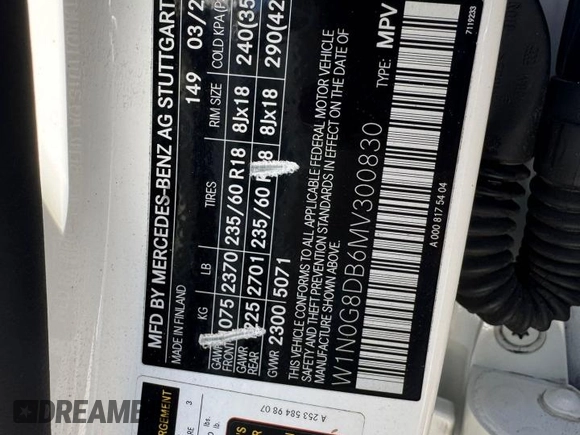 MFD BY MERCEDES-BENZ AG STUTTGART
MADE IN FINLAND 149 03/2
KG LB TIRES RIM SIZE COLD KPA(P
GAWR FRONT 1075 2370 235/60 R18 8Jx18 240(35
GAWR REAR 225 2701 235/60 R18 8Jx18 290(42
GVWR 2300 5071
THIS VEHICLE CONFORMS TO ALL APPLICABLE FEDERAL MOTOR VEHICLE
SAFETY AND THEFT PREVENTION STANDARDS IN EFFECT ON THE DATE OF
MANUFACTURE SHOWN ABOVE.
W1N0G8DB6MV300830 TYPE: MPV
A 000 817 54 04
7119233
A 253 584 98 07
ERGEMENT
3
lbs.
DREAME